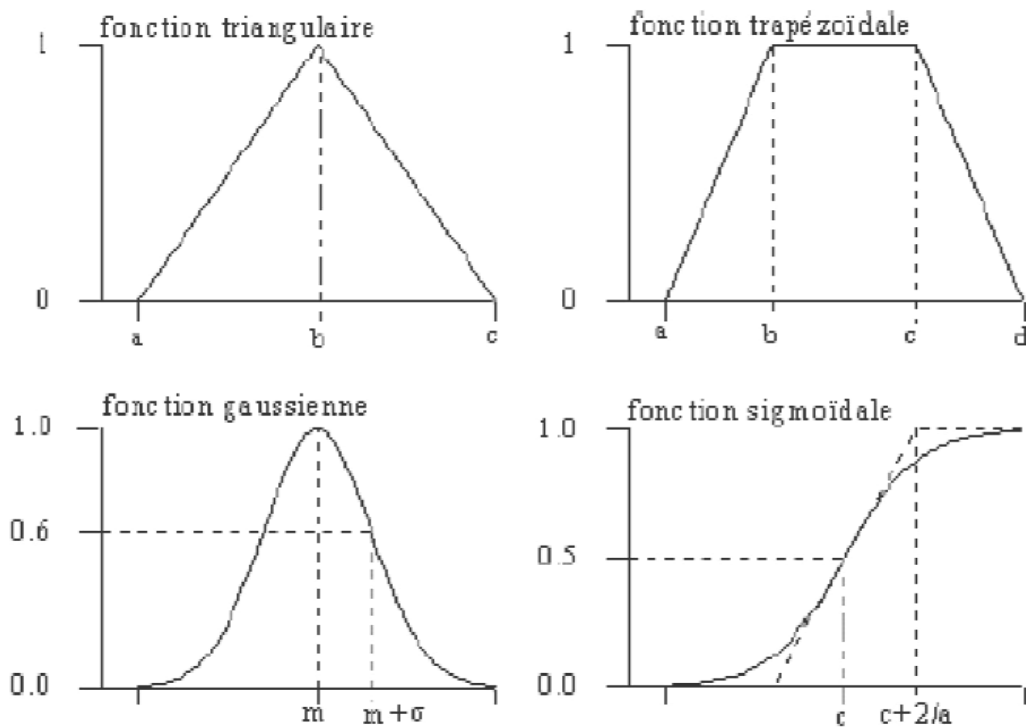 fonction triangulaire
1
0
a b c
fonction trapézoïdale
1
0
a b c d
fonction gaussienne
1.0
0.6
0.0
m m+σ
fonction sigmoïdale
1.0
0.5
0.0
c c+2/a